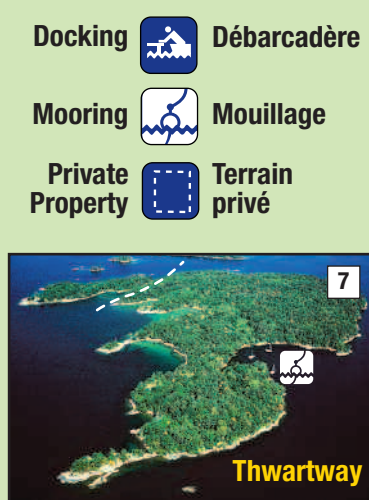 Docking Débarcadère
Mooring Mouillage
Private Terrain
Property privé
7
Thwartway